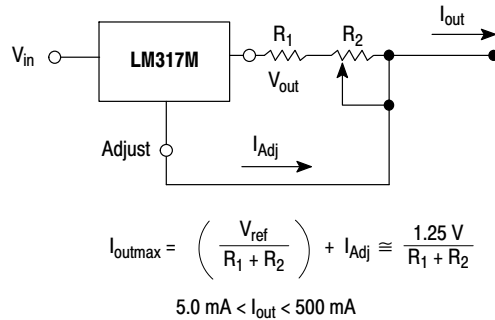 I_out
R_1 R_2
V_in LM317M
V_out
Adjust I_Adj
I_outmax = ( V_ref / R_1 + R_2 ) + I_Adj ≅ 1.25 V / R_1 + R_2
5.0 mA < I_out < 500 mA